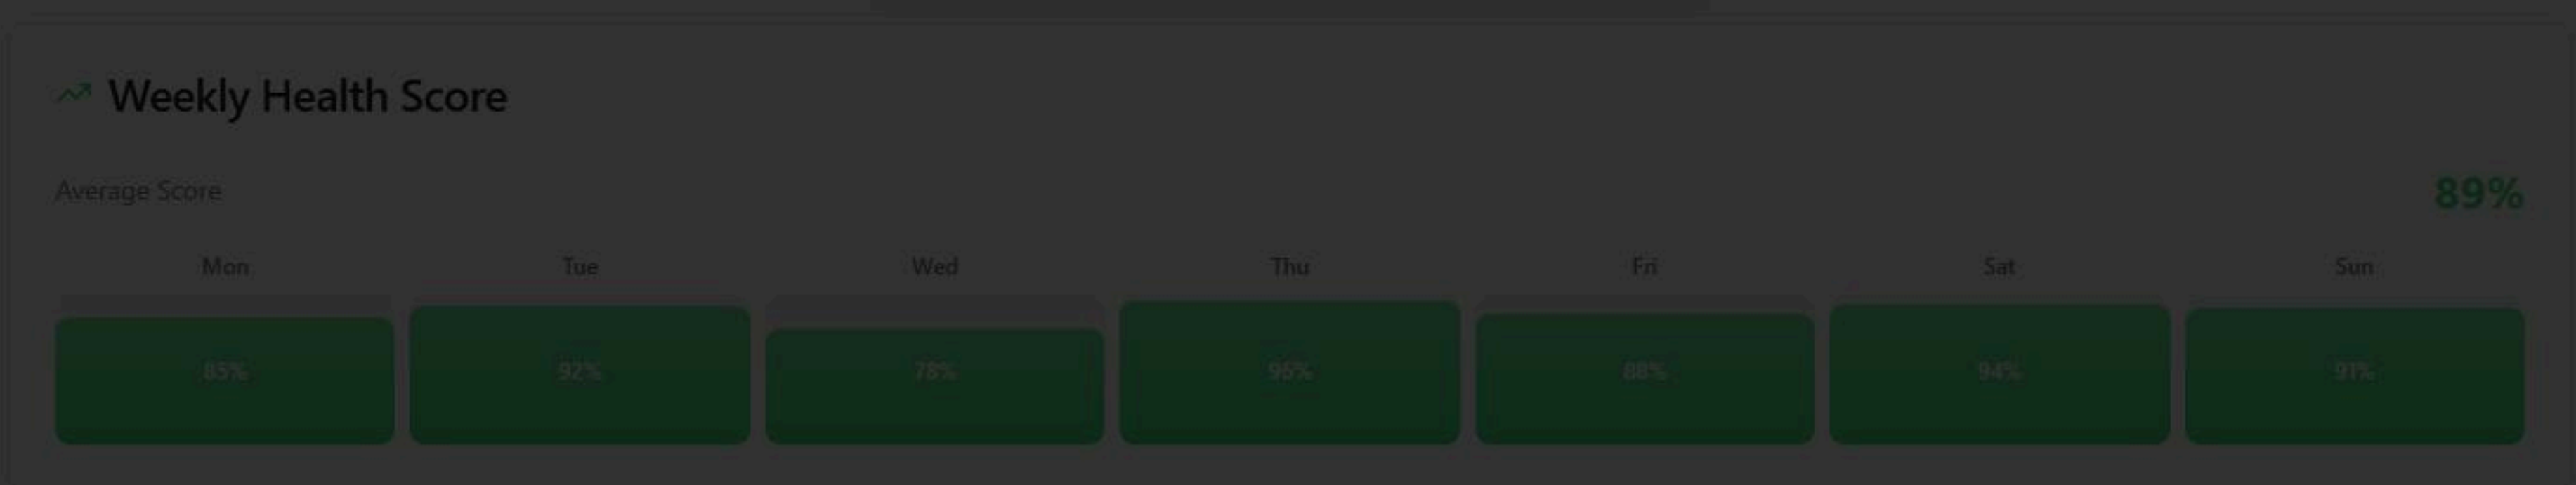 Weekly Health Score
Average Score
89%
Mon Tue Wed Thu Fri Sat Sun
85% 92% 78% 96% 88% 94% 91%